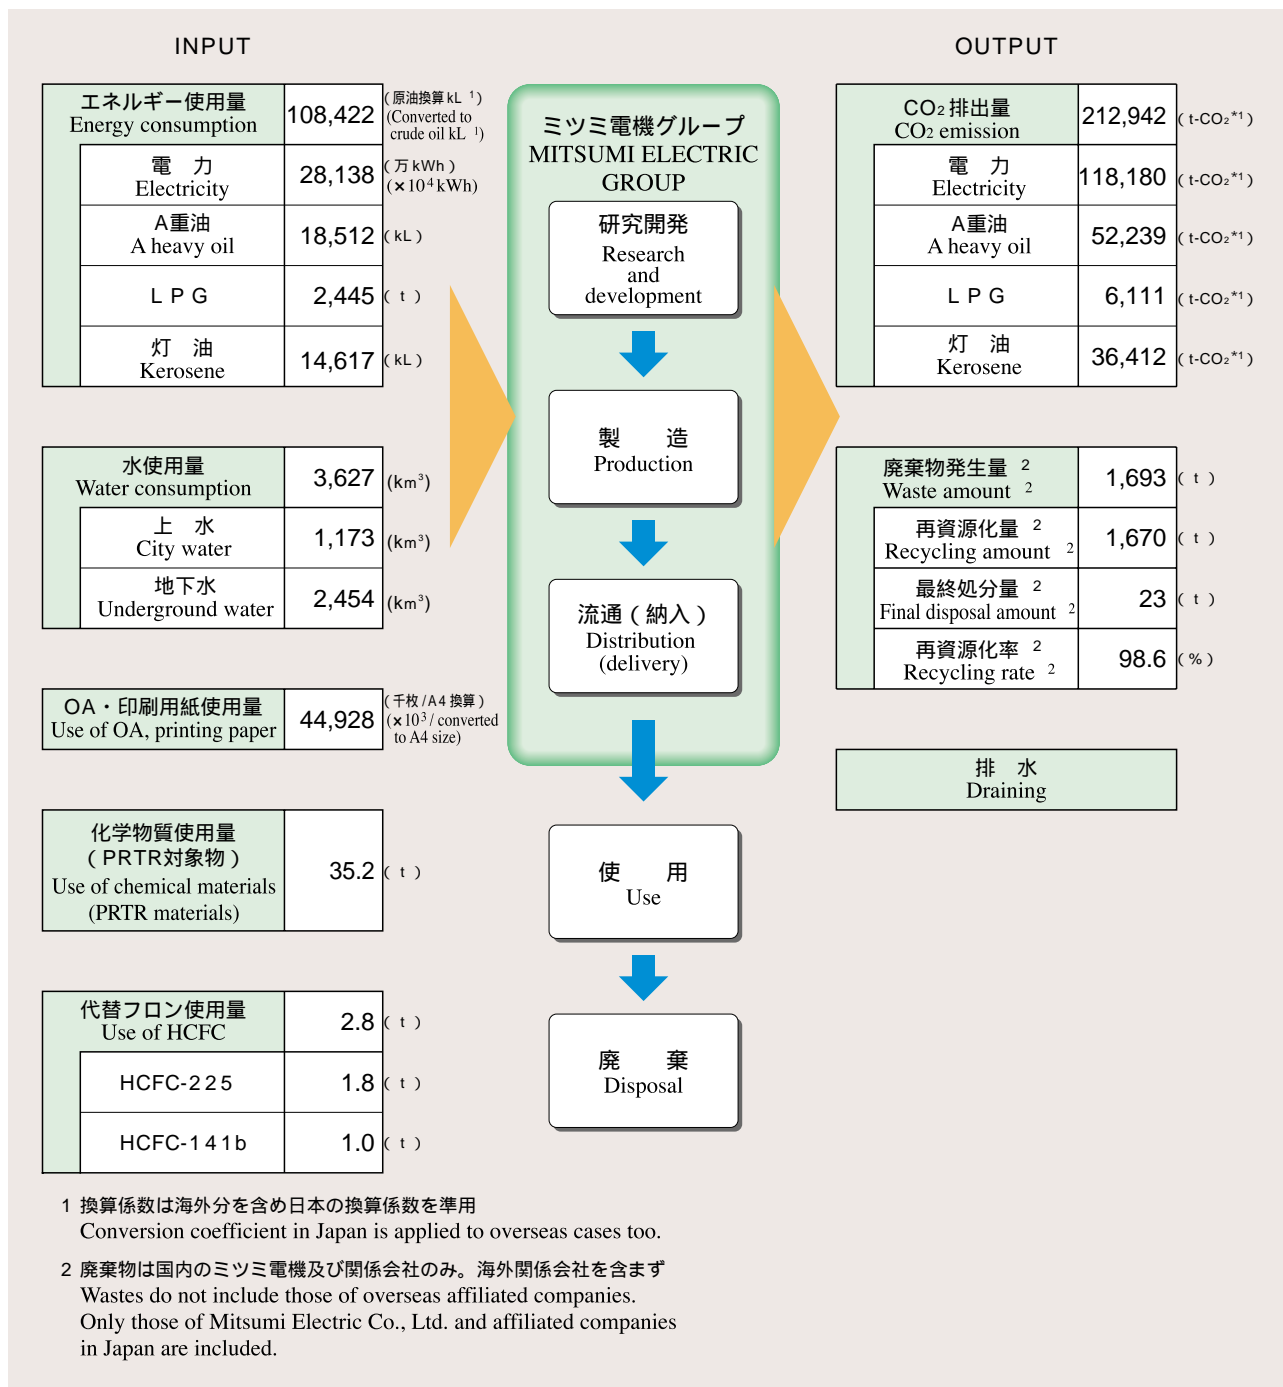 INPUT
エネルギー使用量
Energy consumption
108,422
(原油換算kL 1)
(Converted to
crude oil kL 1)
電 力
Electricity
28,138
(万kWh)
(×10⁴kWh)
A重油
A heavy oil
18,512
(kL)
LPG
2,445
(t)
灯 油
Kerosene
14,617
(kL)
水使用量
Water consumption
3,627
(km³)
上 水
City water
1,173
(km³)
地下水
Underground water
2,454
(km³)
OA・印刷用紙使用量
Use of OA, printing paper
44,928
(千枚/A4換算)
(×10³/converted
to A4 size)
化学物質使用量
(PRTR対象物)
Use of chemical materials
(PRTR materials)
35.2
(t)
代替フロン使用量
Use of HCFC
2.8
(t)
HCFC-225
1.8
(t)
HCFC-141b
1.0
(t)
ミツミ電機グループ
MITSUMI ELECTRIC
GROUP
研究開発
Research
and
development
製 造
Production
流通(納入)
Distribution
(delivery)
使 用
Use
廃 棄
Disposal
OUTPUT
CO₂排出量
CO₂ emission
212,942
(t-CO₂*1)
電 力
Electricity
118,180
(t-CO₂*1)
A重油
A heavy oil
52,239
(t-CO₂*1)
LPG
6,111
(t-CO₂*1)
灯 油
Kerosene
36,412
(t-CO₂*1)
廃棄物発生量 2
Waste amount 2
1,693
(t)
再資源化量 2
Recycling amount 2
1,670
(t)
最終処分量 2
Final disposal amount 2
23
(t)
再資源化率 2
Recycling rate 2
98.6
(%)
排 水
Draining
1 換算係数は海外分を含め日本の換算係数を準用
Conversion coefficient in Japan is applied to overseas cases too.
2 廃棄物は国内のミツミ電機及び関係会社のみ。海外関係会社を含まず
Wastes do not include those of overseas affiliated companies.
Only those of Mitsumi Electric Co., Ltd. and affiliated companies
in Japan are included.